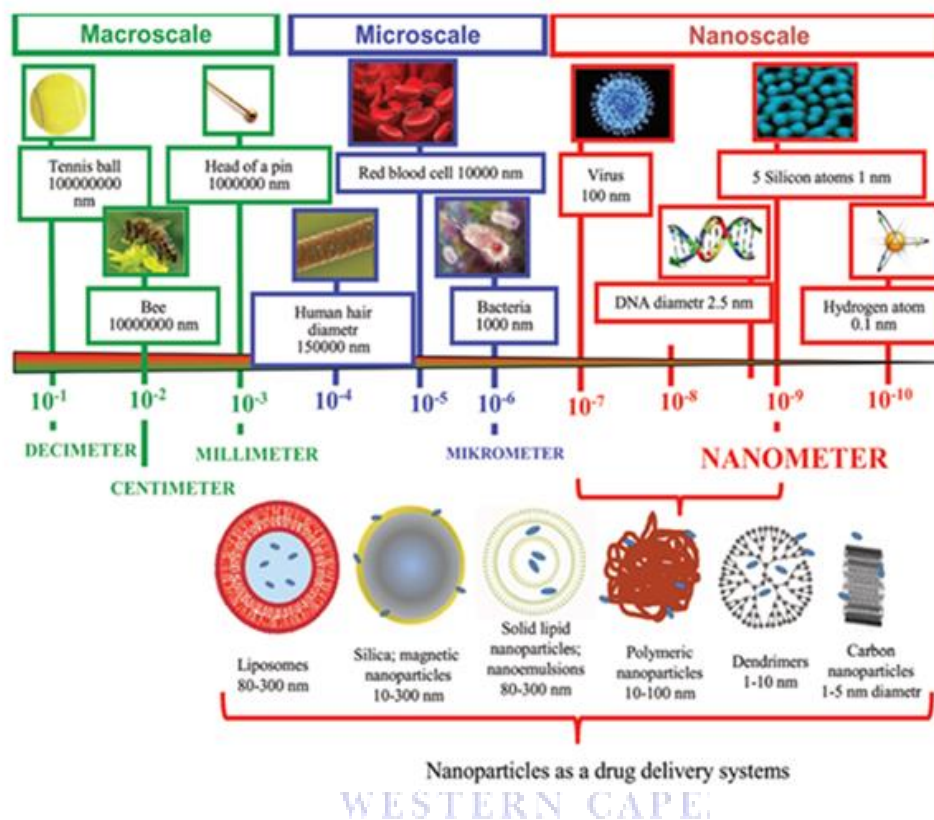 Macroscale
Microscale
Nanoscale
Tennis ball
100000000
nm
Head of a pin
1000000 nm
Red blood cell 10000 nm
Virus
100 nm
5 Silicon atoms 1 nm
Bee
10000000 nm
Human hair
diametr
150000 nm
Bacteria
1000 nm
DNA diametr 2.5 nm
Hydrogen atom
0.1 nm
10⁻¹
10⁻²
10⁻³
10⁻⁴
10⁻⁵
10⁻⁶
10⁻⁷
10⁻⁸
10⁻⁹
10⁻¹⁰
DECIMETER
CENTIMETER
MILLIMETER
MIKROMETER
NANOMETER
Liposomes
80-300 nm
Silica; magnetic
nanoparticles
10-300 nm
Solid lipid
nanoparticles;
nanoemulsions
80-300 nm
Polymeric
nanoparticles
10-100 nm
Dendrimers
1-10 nm
Carbon
nanoparticles
1-5 nm diametr
Nanoparticles as a drug delivery systems
WESTERN CAPE